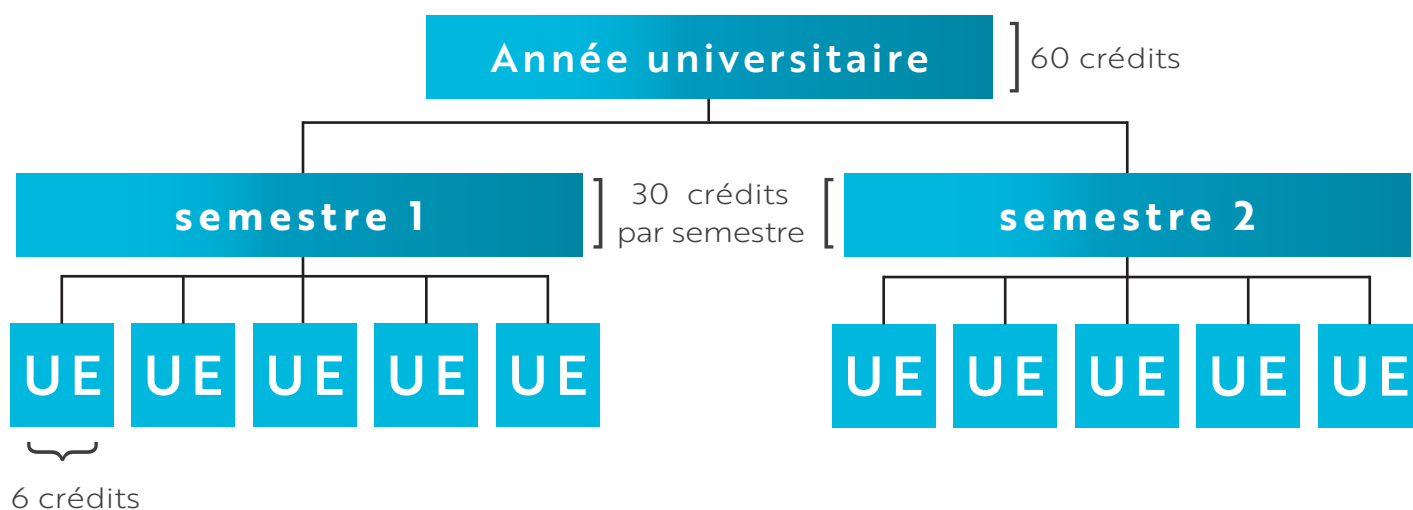 Année universitaire
60 crédits
semestre 1
30 crédits
par semestre
semestre 2
UE
UE
UE
UE
UE
UE
UE
UE
UE
UE
6 crédits